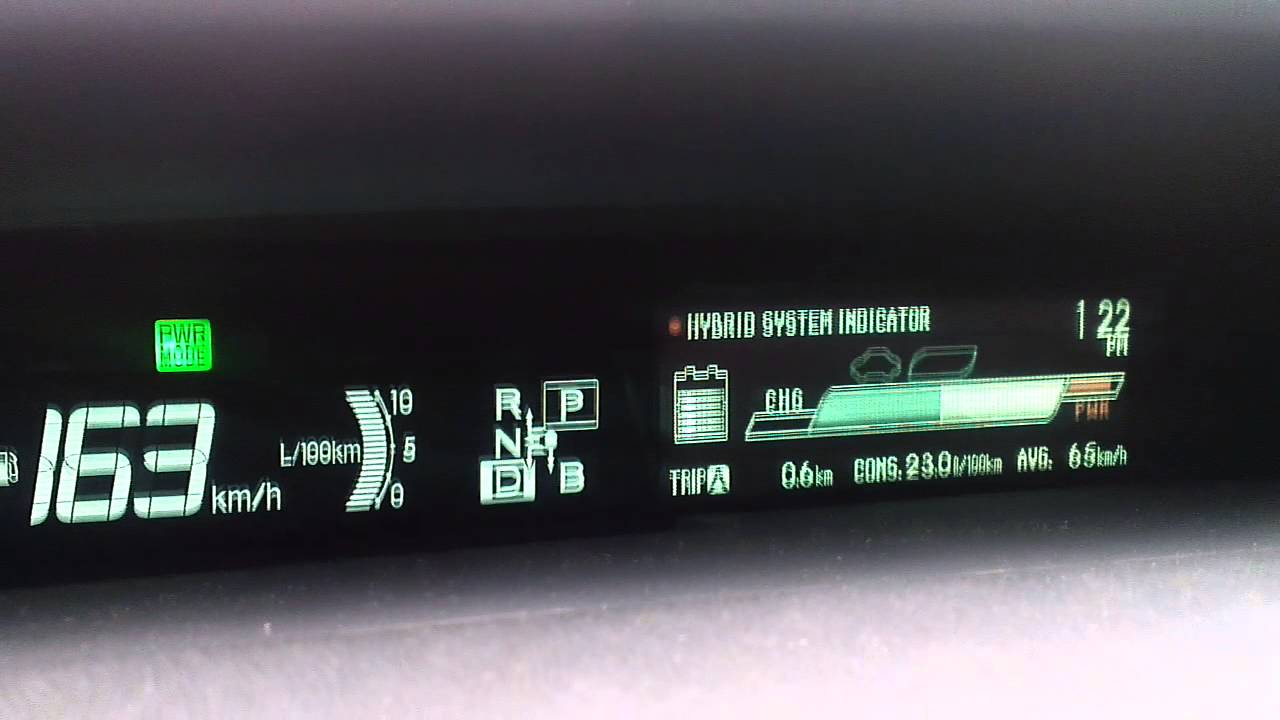 PWR
MODE
163 km/h
L/100km
10
5
0
R P
N
D B
HYBRID SYSTEM INDICATOR
1 22
PM
CHG
PWR
TRIP A 0.6km CONS. 23.0l/100km AVG. 65km/h